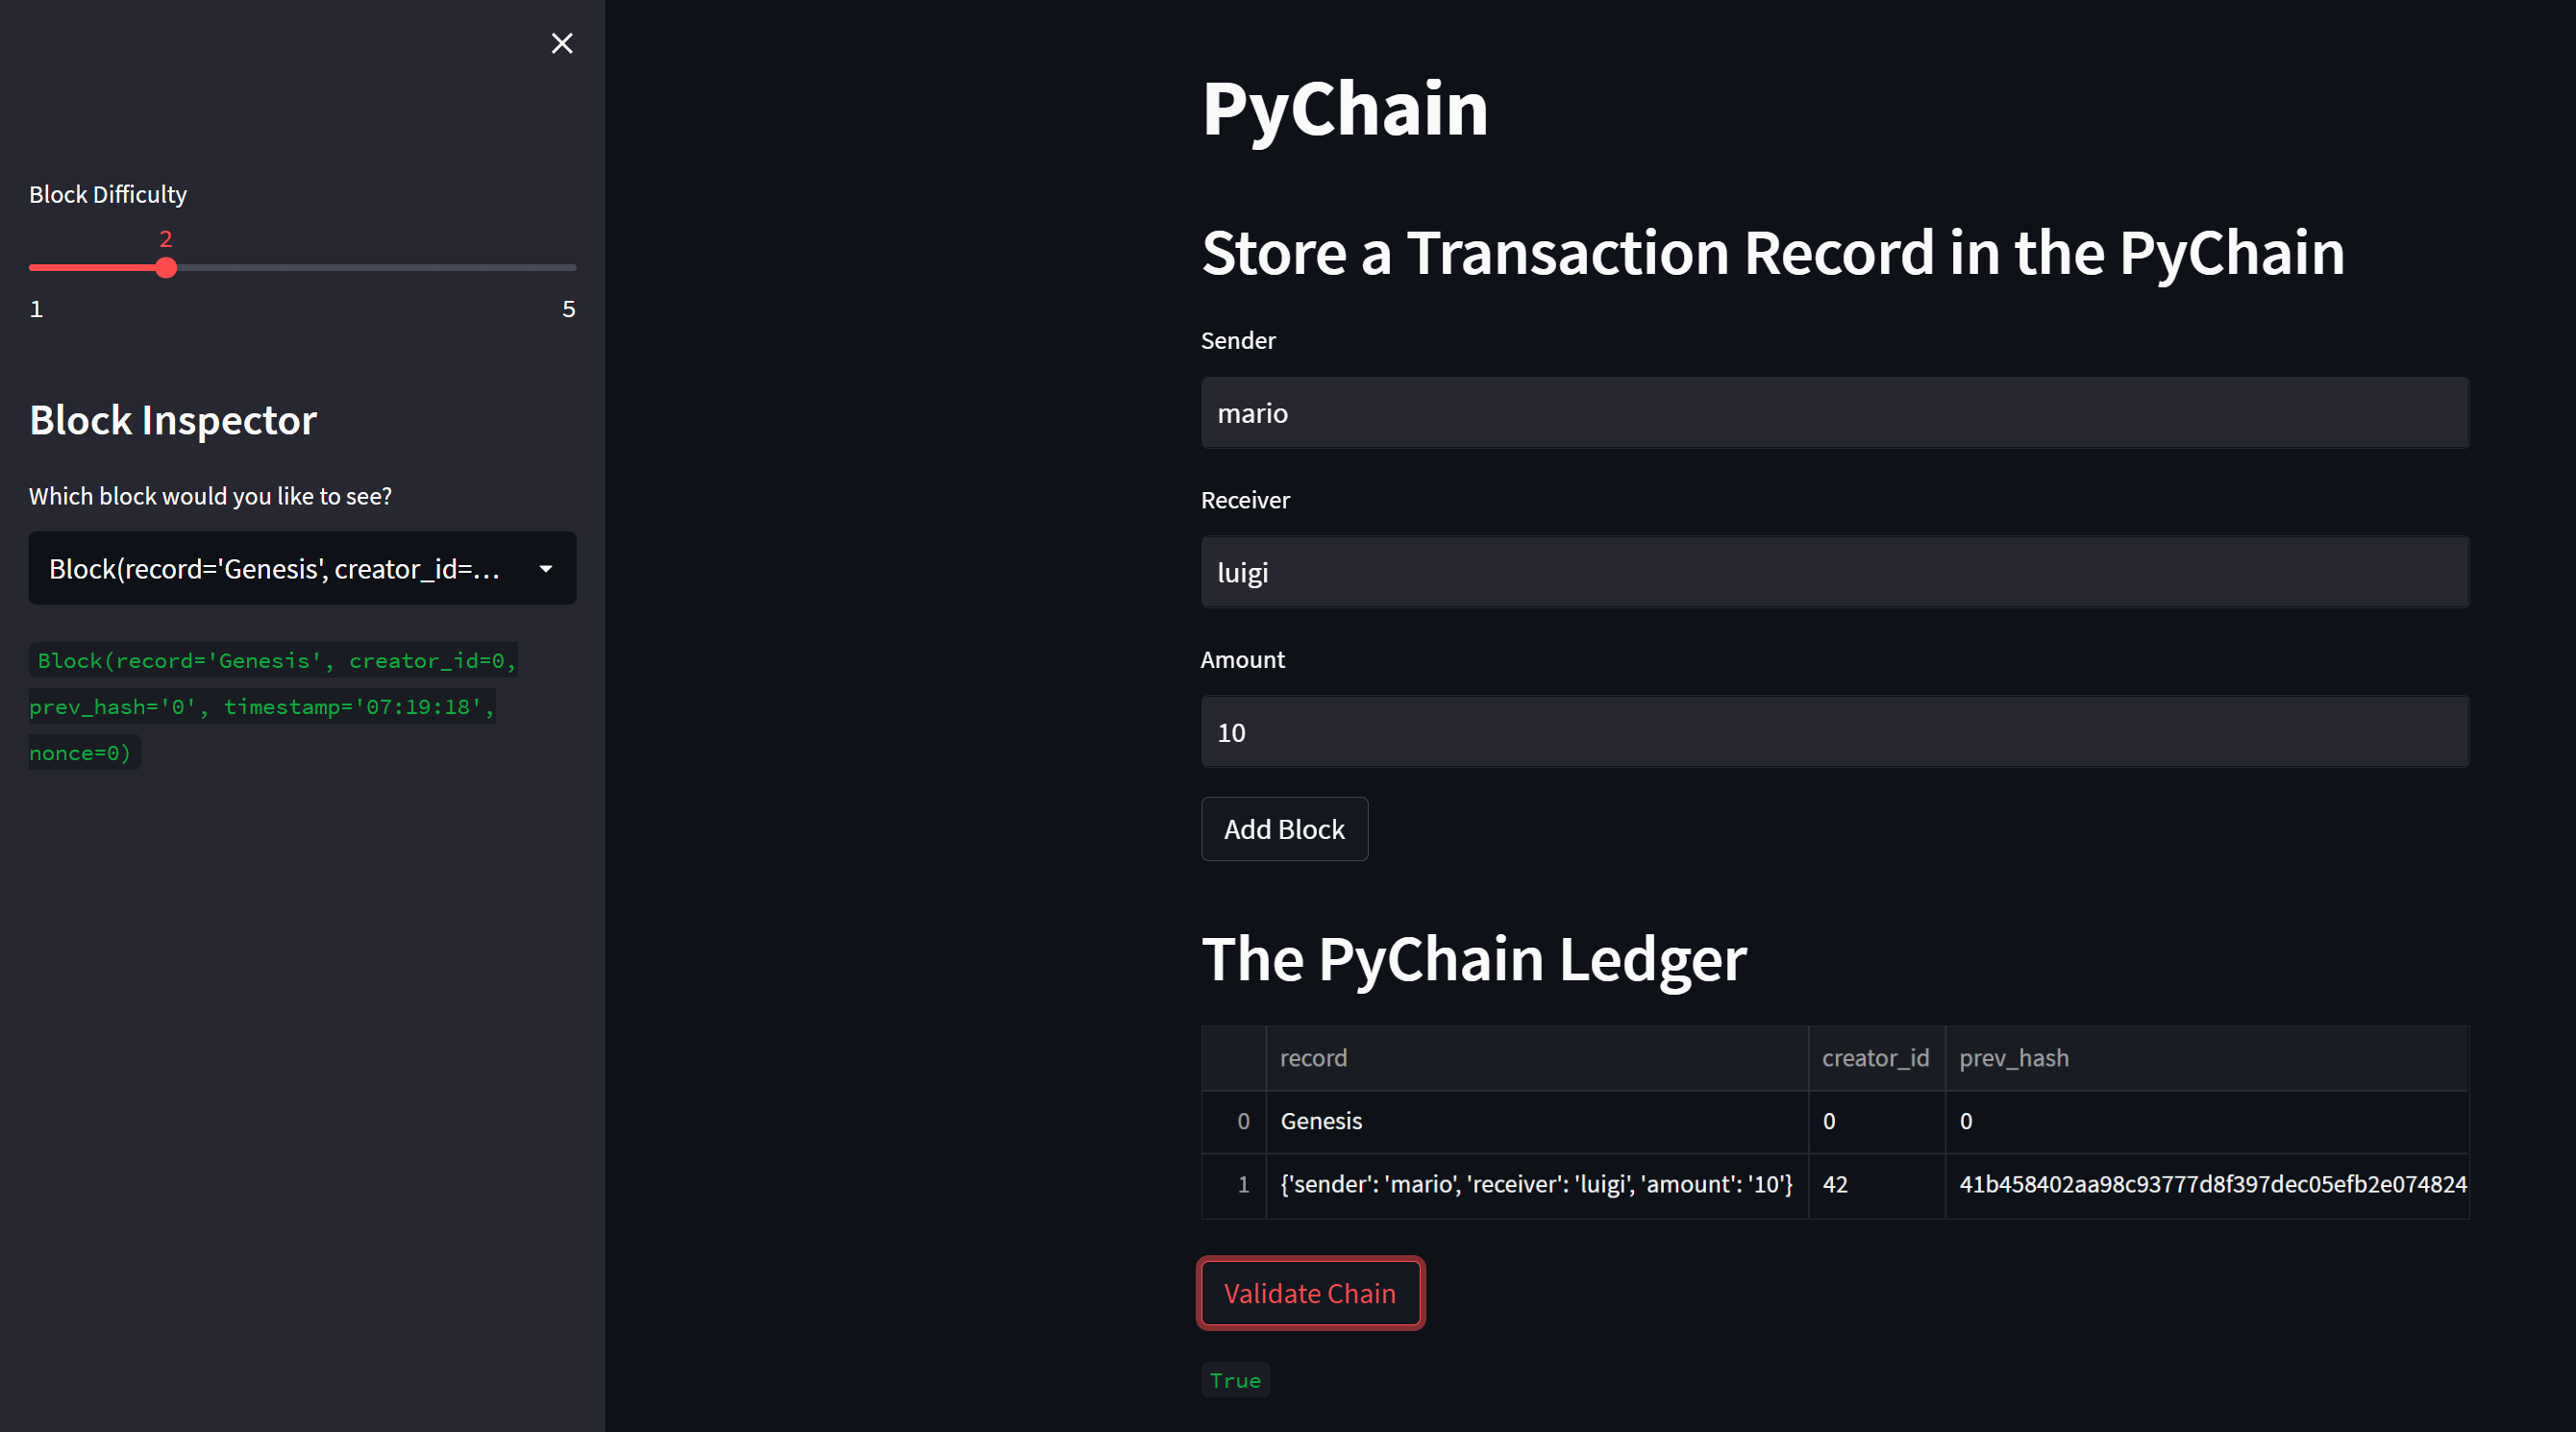 Block Difficulty
2
1 5
Block Inspector
Which block would you like to see?
Block(record='Genesis', creator_id=...
Block(record='Genesis', creator_id=0,
prev_hash='0', timestamp='07:19:18',
nonce=0)
PyChain
Store a Transaction Record in the PyChain
Sender
mario
Receiver
luigi
Amount
10
Add Block
The PyChain Ledger
record creator_id prev_hash
0 Genesis 0 0
1 {'sender': 'mario', 'receiver': 'luigi', 'amount': '10'} 42 41b458402aa98c93777d8f397dec05efb2e074824
Validate Chain
True